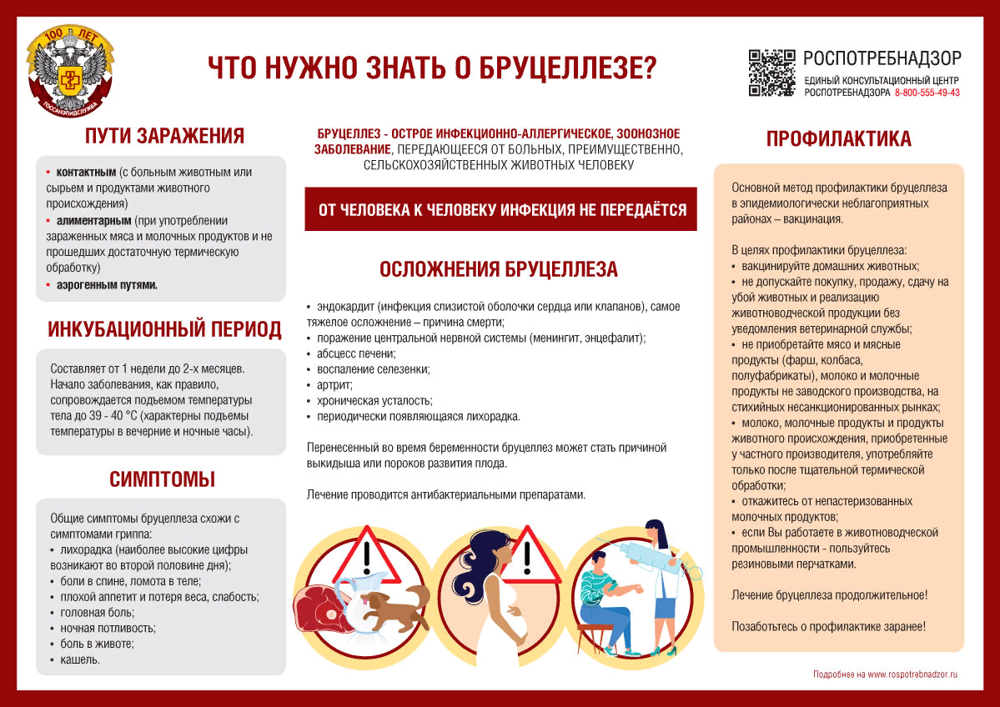 100 ЛЕТ
ГОССАНЭПИДСЛУЖБА
ЧТО НУЖНО ЗНАТЬ О БРУЦЕЛЛЕЗЕ?
РОСПОТРЕБНАДЗОР
ЕДИНЫЙ КОНСУЛЬТАЦИОННЫЙ ЦЕНТР
РОСПОТРЕБНАДЗОРА 8-800-555-49-43
ПУТИ ЗАРАЖЕНИЯ
• контактным (с больным животным или
сырьем и продуктами животного
происхождения)
• алиментарным (при употреблении
зараженных мяса и молочных продуктов и не
прошедших достаточную термическую
обработку)
• аэрогенным путями.
ИНКУБАЦИОННЫЙ ПЕРИОД
Составляет от 1 недели до 2-х месяцев.
Начало заболевания, как правило,
сопровождается подъемом температуры
тела до 39 - 40 °С (характерны подъемы
температуры в вечерние и ночные часы).
СИМПТОМЫ
Общие симптомы бруцеллеза схожи с
симптомами гриппа:
• лихорадка (наиболее высокие цифры
возникают во второй половине дня);
• боли в спине, ломота в теле;
• плохой аппетит и потеря веса, слабость;
• головная боль;
• ночная потливость;
• боль в животе;
• кашель.
БРУЦЕЛЛЕЗ - ОСТРОЕ ИНФЕКЦИОННО-АЛЛЕРГИЧЕСКОЕ, ЗООНОЗНОЕ
ЗАБОЛЕВАНИЕ, ПЕРЕДАЮЩЕЕСЯ ОТ БОЛЬНЫХ, ПРЕИМУЩЕСТВЕННО,
СЕЛЬСКОХОЗЯЙСТВЕННЫХ ЖИВОТНЫХ ЧЕЛОВЕКУ
ОТ ЧЕЛОВЕКА К ЧЕЛОВЕКУ ИНФЕКЦИЯ НЕ ПЕРЕДАЁТСЯ
ОСЛОЖНЕНИЯ БРУЦЕЛЛЕЗА
• эндокардит (инфекция слизистой оболочки сердца или клапанов), самое
тяжелое осложнение – причина смерти;
• поражение центральной нервной системы (менингит, энцефалит);
• абсцесс печени;
• воспаление селезенки;
• артрит;
• хроническая усталость;
• периодически появляющаяся лихорадка.
Перенесенный во время беременности бруцеллез может стать причиной
выкидыша или пороков развития плода.
Лечение проводится антибактериальными препаратами.
ПРОФИЛАКТИКА
Основной метод профилактики бруцеллеза
в эпидемиологически неблагоприятных
районах – вакцинация.
В целях профилактики бруцеллеза:
• вакцинируйте домашних животных;
• не допускайте покупку, продажу, сдачу на
убой животных и реализацию
животноводческой продукции без
уведомления ветеринарной службы;
• не приобретайте мясо и мясные
продукты (фарш, колбаса,
полуфабрикаты), молоко и молочные
продукты не заводского производства, на
стихийных несанкционированных рынках;
• молоко, молочные продукты и продукты
животного происхождения, приобретенные
у частного производителя, употребляйте
только после тщательной термической
обработки;
• откажитесь от непастеризованных
молочных продуктов;
• если Вы работаете в животноводческой
промышленности - пользуйтесь
резиновыми перчатками.
Лечение бруцеллеза продолжительное!
Позаботьтесь о профилактике заранее!
Подробнее на www.rospotrebnadzor.ru